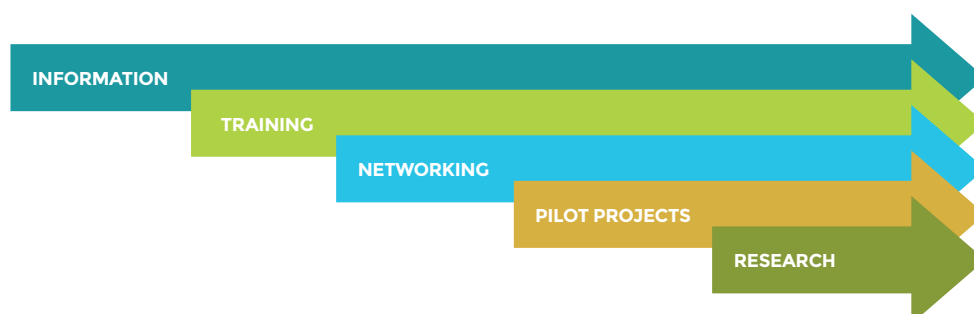 INFORMATION
TRAINING
NETWORKING
PILOT PROJECTS
RESEARCH